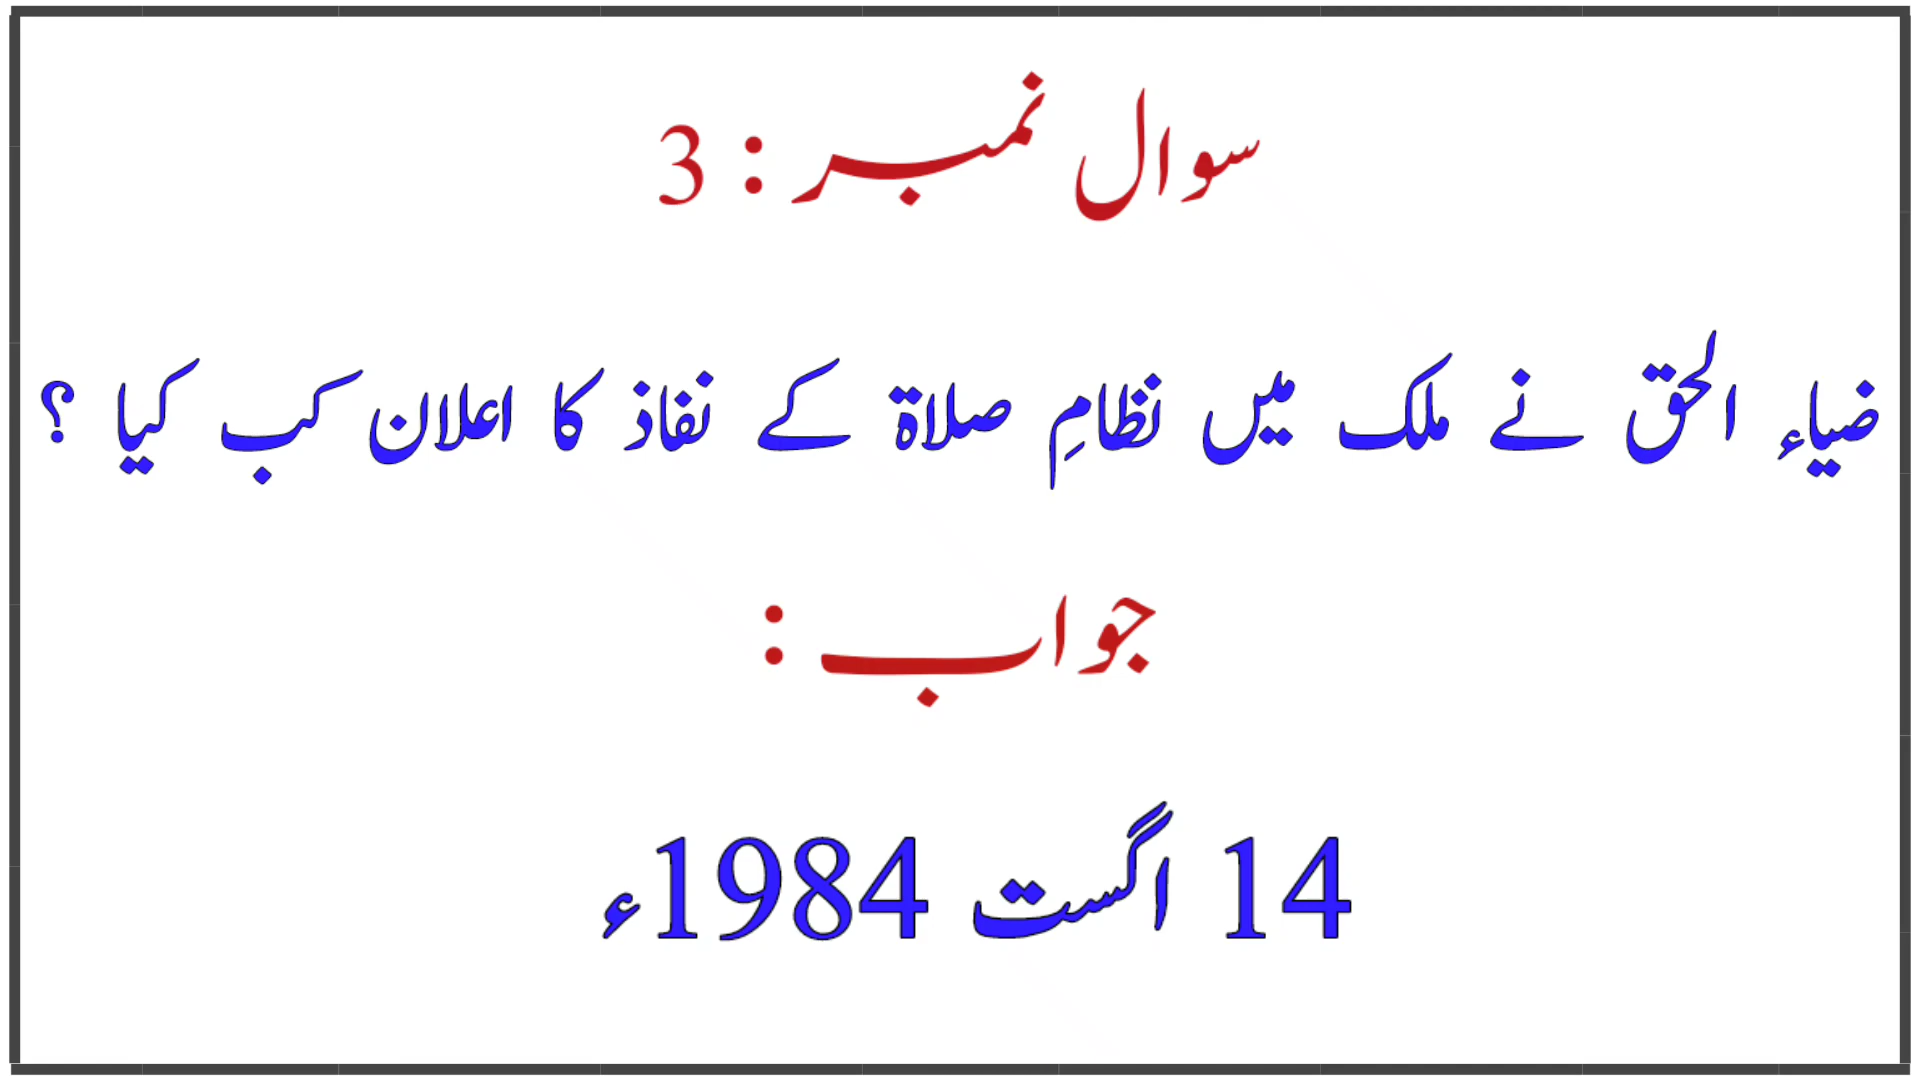 سوال نمبر : 3
ضیاء الحق نے ملک میں نظامِ صلاۃ کے نفاذ کا اعلان کب کیا ؟
جواب :
14 اگست 1984ء